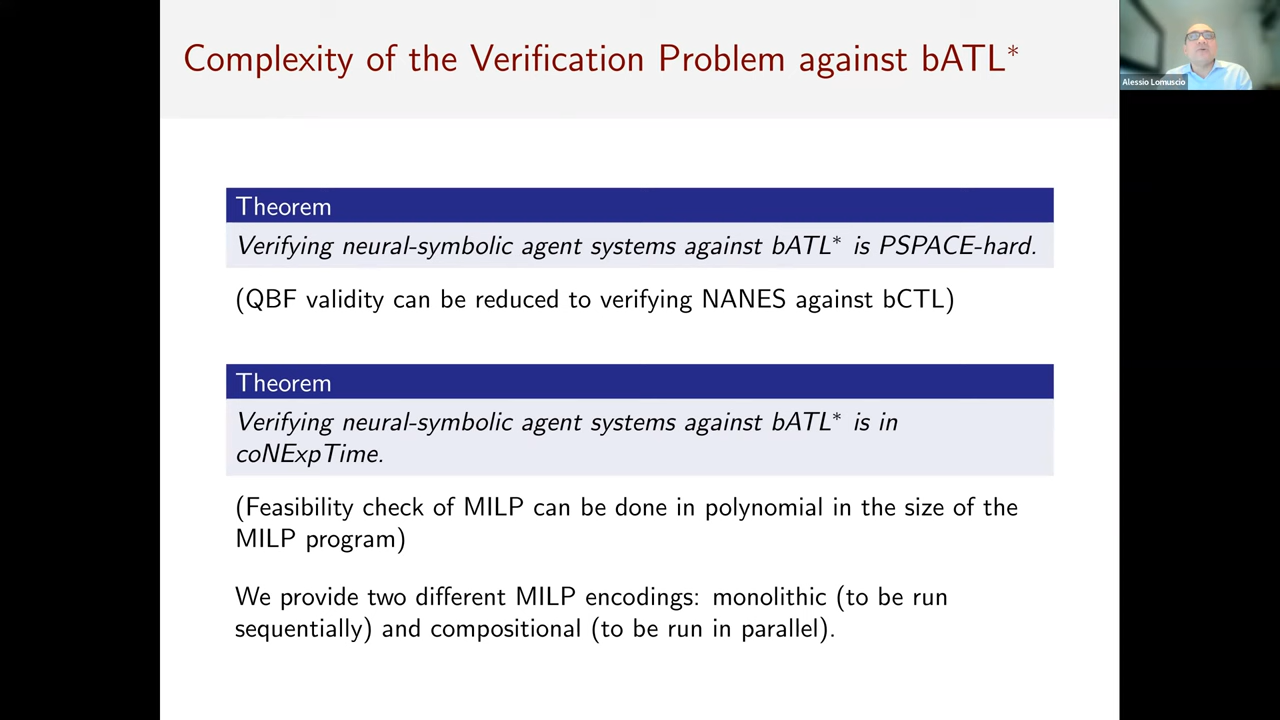 Complexity of the Verification Problem against bATL*
Alessio Lomuscio
Theorem
Verifying neural-symbolic agent systems against bATL* is PSPACE-hard.
(QBF validity can be reduced to verifying NANES against bCTL)
Theorem
Verifying neural-symbolic agent systems against bATL* is in
coNExpTime.
(Feasibility check of MILP can be done in polynomial in the size of the
MILP program)
We provide two different MILP encodings: monolithic (to be run
sequentially) and compositional (to be run in parallel).